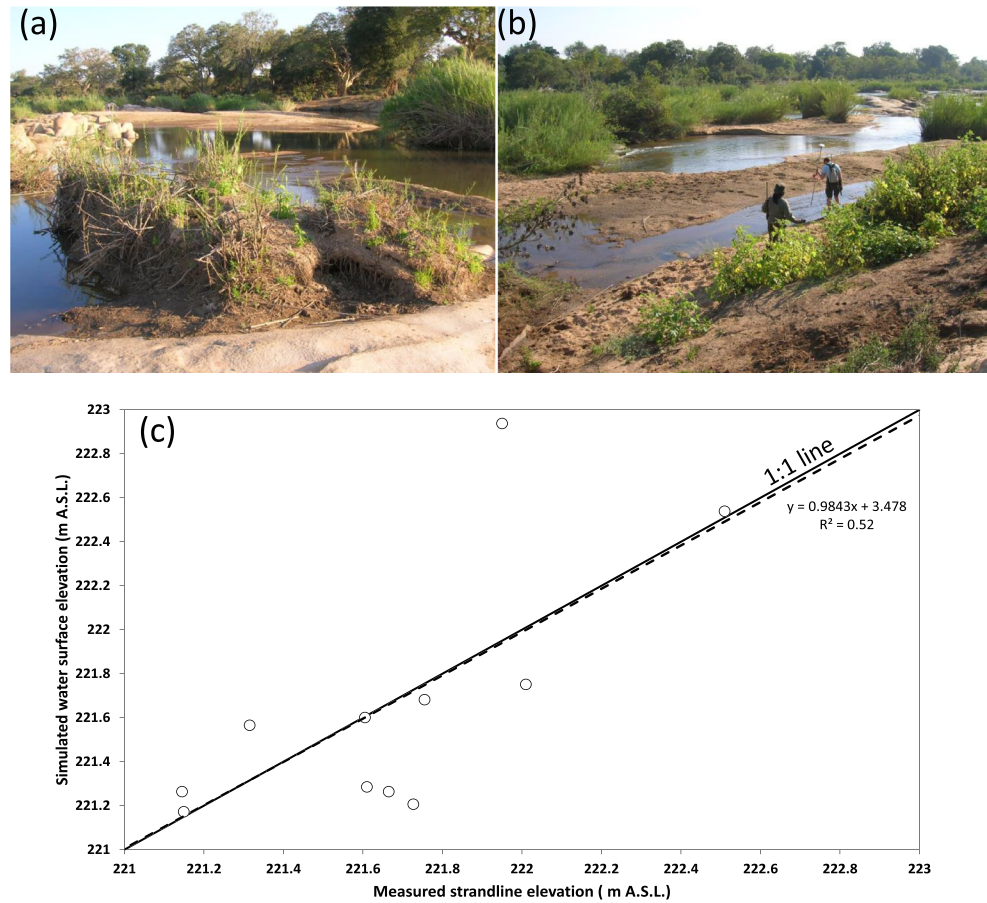 (a)
(b)
(c)
223
222.8
222.6
222.4
222.2
222
221.8
221.6
221.4
221.2
221
Simulated water surface elevation (m A.S.L.)
1:1 line
y = 0.9843x + 3.478
R² = 0.52
221 221.2 221.4 221.6 221.8 222 222.2 222.4 222.6 222.8 223
Measured strandline elevation ( m A.S.L.)